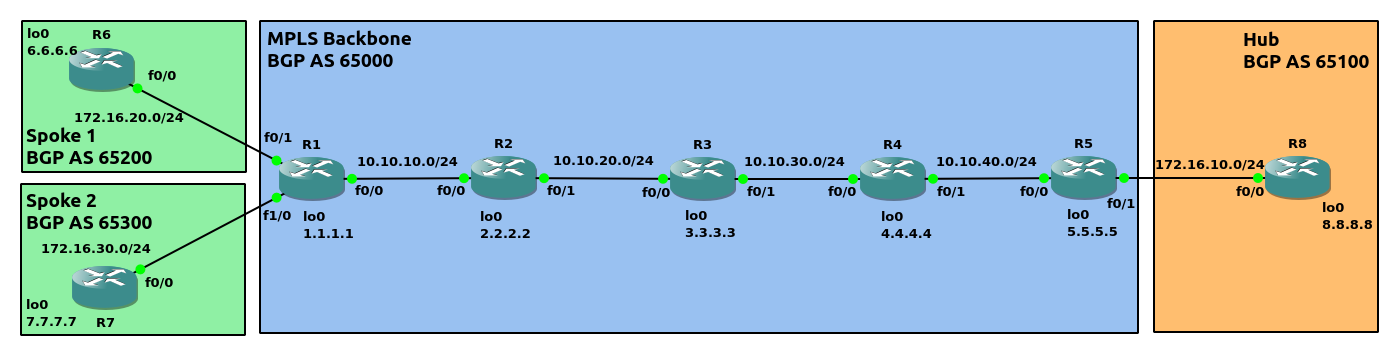 lo0
6.6.6.6
R6
f0/0
172.16.20.0/24
Spoke 1
BGP AS 65200
Spoke 2
BGP AS 65300
172.16.30.0/24
f0/0
lo0
7.7.7.7
R7
MPLS Backbone
BGP AS 65000
f0/1
R1
f1/0
lo0
1.1.1.1
f0/0
10.10.10.0/24
f0/0
R2
lo0
2.2.2.2
f0/1
10.10.20.0/24
f0/0
R3
lo0
3.3.3.3
f0/1
10.10.30.0/24
f0/0
R4
lo0
4.4.4.4
f0/1
10.10.40.0/24
f0/0
R5
lo0
5.5.5.5
f0/1
Hub
BGP AS 65100
172.16.10.0/24
f0/0
R8
lo0
8.8.8.8